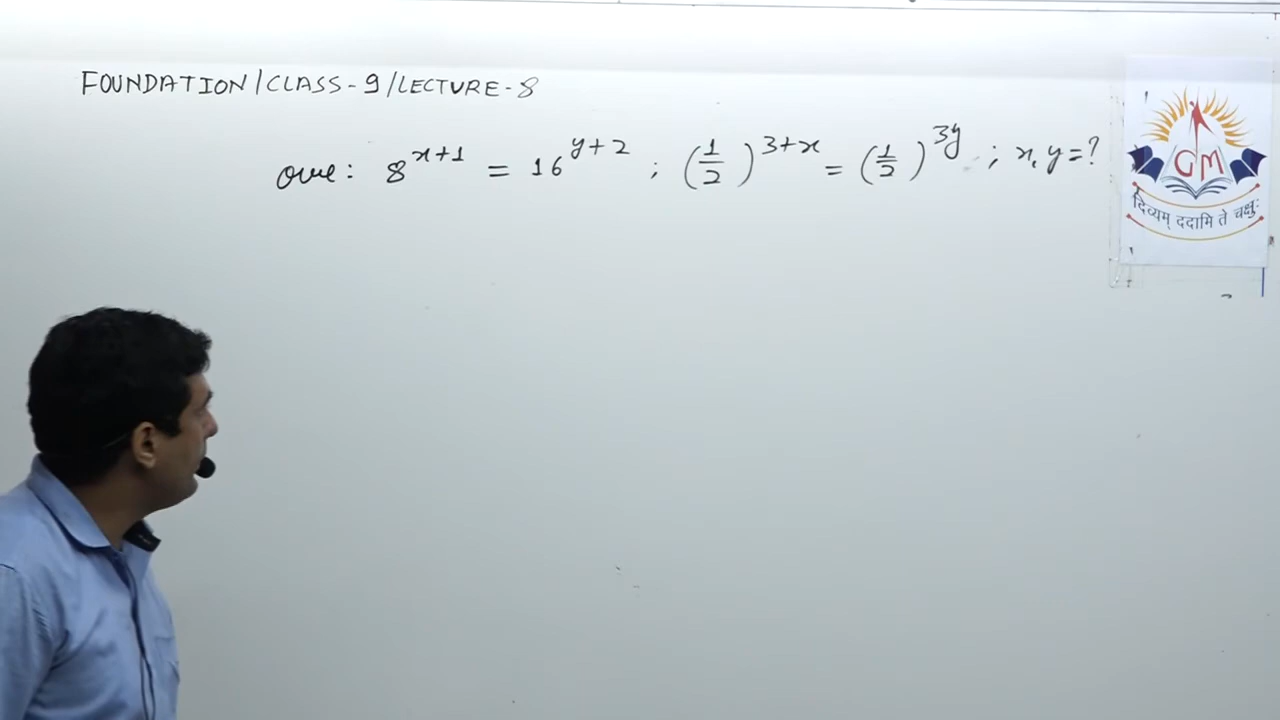 FOUNDATION/CLASS-9/LECTURE-8
Que: 8^{x+1} = 16^{y+2} ; (1/2)^{3+x} = (1/2)^{3y} ; x, y = ?
GM
दिव्यम् ददामि ते चक्षुः